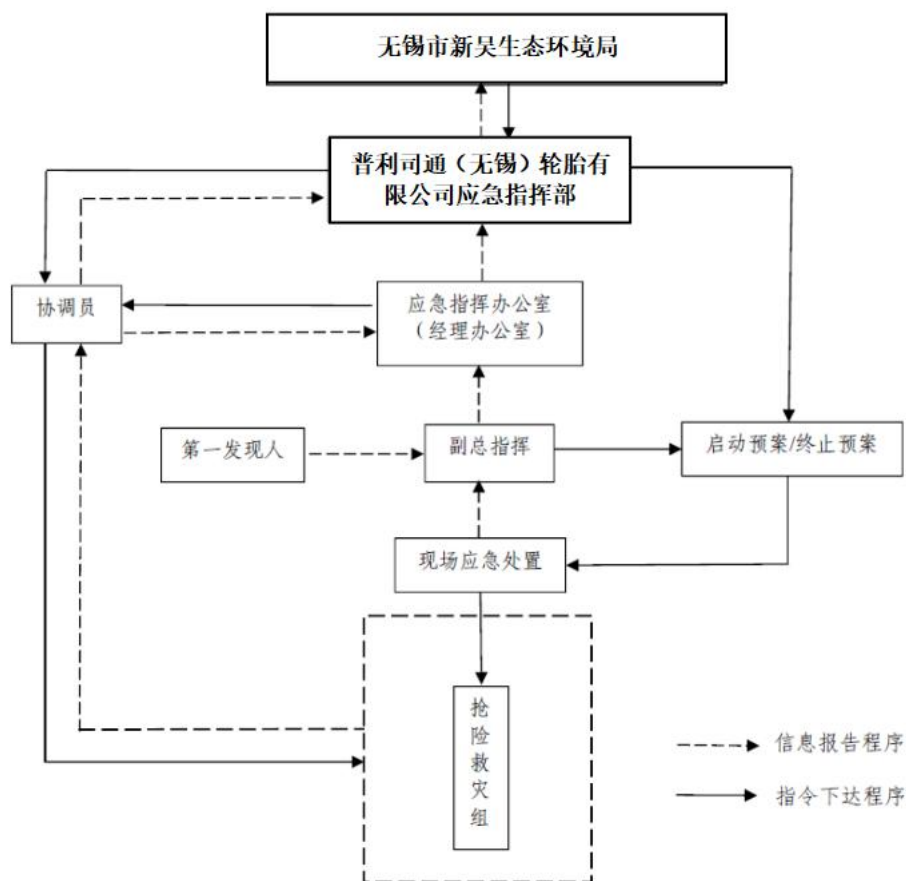 无锡市新吴生态环境局
普利司通（无锡）轮胎有
限公司应急指挥部
协调员
应急指挥办公室
（经理办公室）
第一发现人
副总指挥
启动预案/终止预案
现场应急处置
抢
险
救
灾
组
信息报告程序
指令下达程序